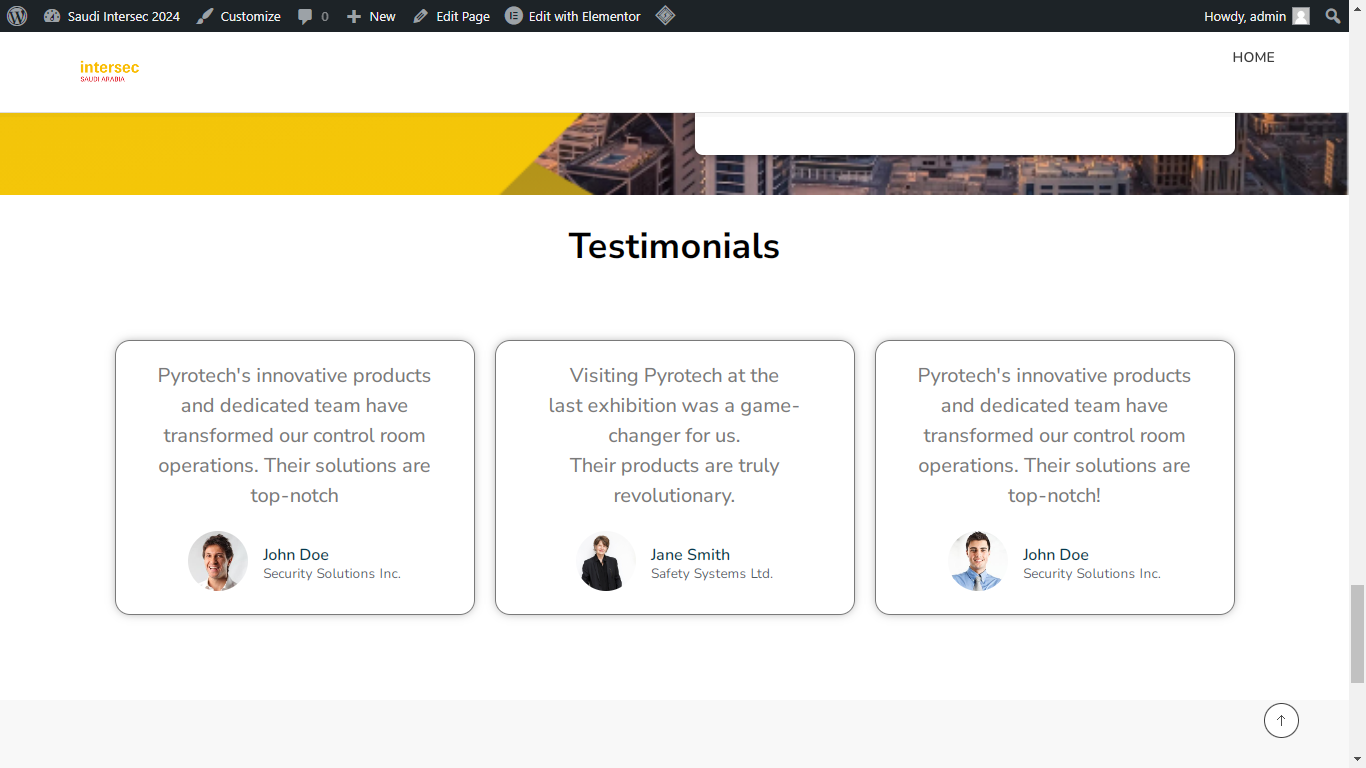 Saudi Intersec 2024 Customize 0 New Edit Page Edit with Elementor Howdy, admin
intersec
SAUDI ARABIA
HOME
Testimonials
Pyrotech's innovative products
and dedicated team have
transformed our control room
operations. Their solutions are
top-notch
John Doe
Security Solutions Inc.
Visiting Pyrotech at the
last exhibition was a game-
changer for us.
Their products are truly
revolutionary.
Jane Smith
Safety Systems Ltd.
Pyrotech's innovative products
and dedicated team have
transformed our control room
operations. Their solutions are
top-notch!
John Doe
Security Solutions Inc.